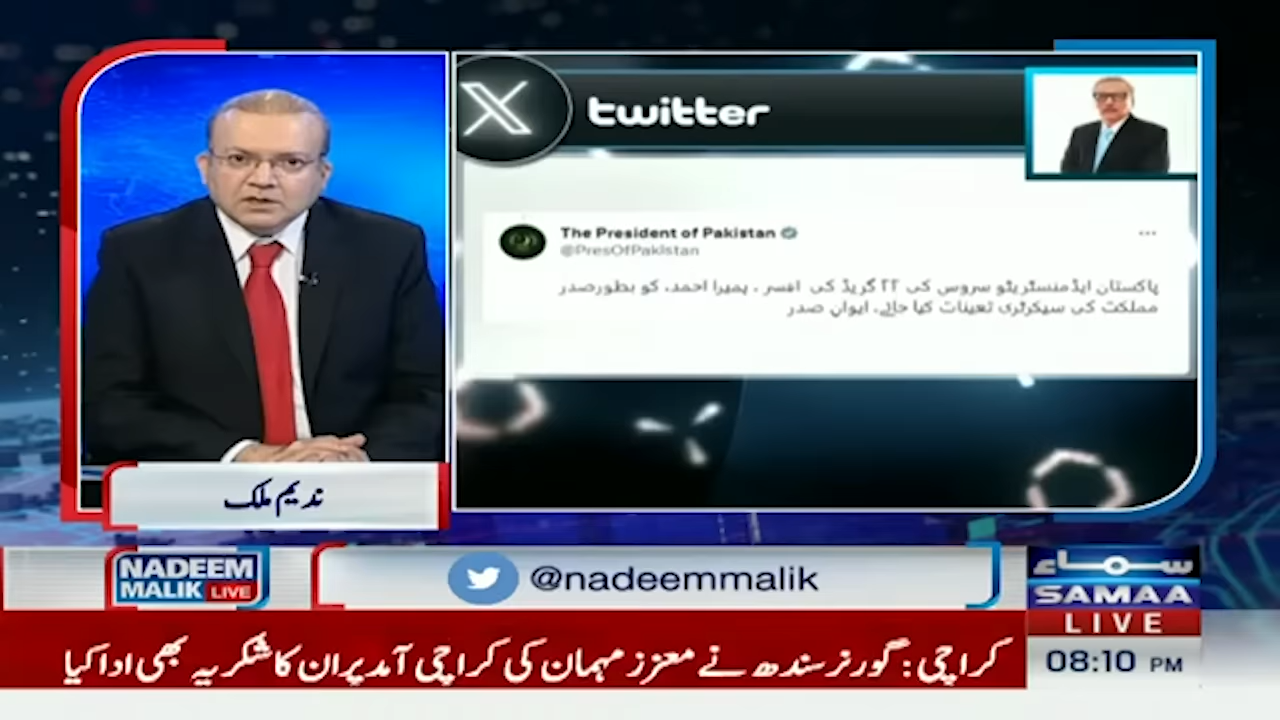 X twitter
The President of Pakistan
@PresOfPakistan
پاکستان ایڈمنسٹریٹو سروس کی ۲۲ گریڈ کی افسر ، حمیرا احمد، کو بطورصدر
مملکت کی سیکرٹری تعینات کیا جائے، ایوانِ صدر
ندیم ملک
NADEEM
MALIK LIVE
@nadeemmalik
سماء
SAMAA
LIVE
08:10 PM
کراچی : گورنر سندھ نے معزز مہمان کی کراچی آمد پر ان کا شکریہ بھی ادا کیا